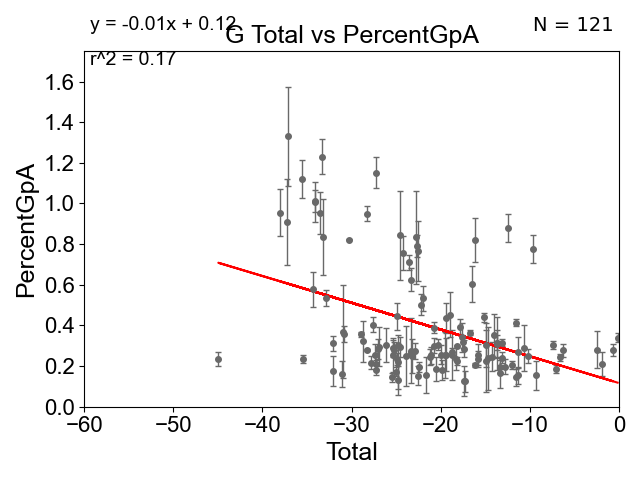 y = -0.01x + 0.12
N = 121
G Total vs PercentGpA
r^2 = 0.17
PercentGpA
1.6
1.4
1.2
1.0
0.8
0.6
0.4
0.2
0.0
−60 −50 −40 −30 −20 −10 0
Total